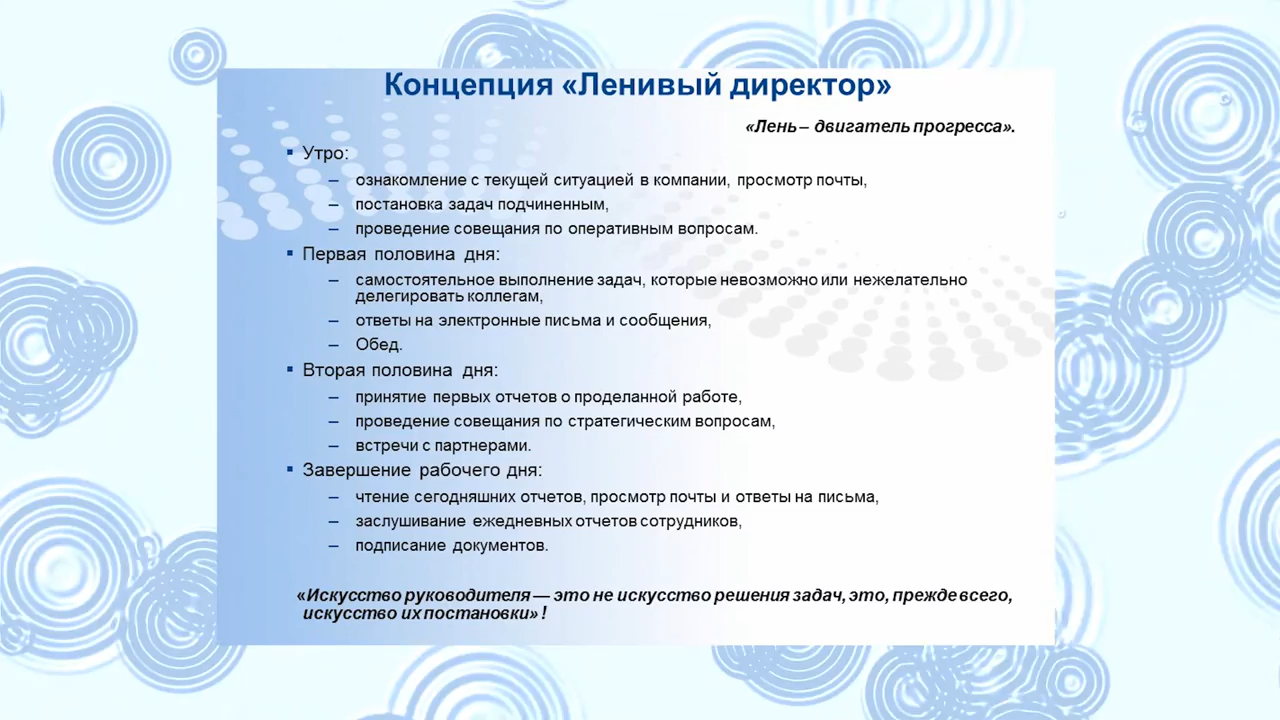 Концепция «Ленивый директор»
«Лень – двигатель прогресса».
▪ Утро:
– ознакомление с текущей ситуацией в компании, просмотр почты,
– постановка задач подчиненным,
– проведение совещания по оперативным вопросам.
▪ Первая половина дня:
– самостоятельное выполнение задач, которые невозможно или нежелательно
делегировать коллегам,
– ответы на электронные письма и сообщения,
– Обед.
▪ Вторая половина дня:
– принятие первых отчетов о проделанной работе,
– проведение совещания по стратегическим вопросам,
– встречи с партнерами.
▪ Завершение рабочего дня:
– чтение сегодняшних отчетов, просмотр почты и ответы на письма,
– заслушивание ежедневных отчетов сотрудников,
– подписание документов.
«Искусство руководителя — это не искусство решения задач, это, прежде всего,
искусство их постановки» !